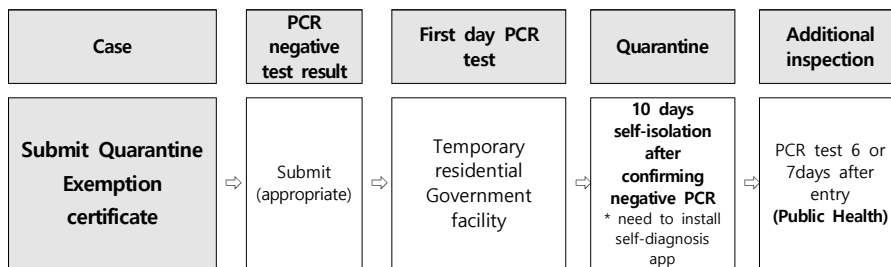 Case
PCR
negative
test result
First day PCR
test
Quarantine
Additional
inspection
Submit Quarantine
Exemption
certificate
⇨
Submit
(appropriate)
⇨
Temporary
residential
Government
facility
⇨
10 days
self-isolation
after
confirming
negative PCR
* need to install
self-diagnosis
app
⇨
PCR test 6 or
7days after
entry
(Public Health)